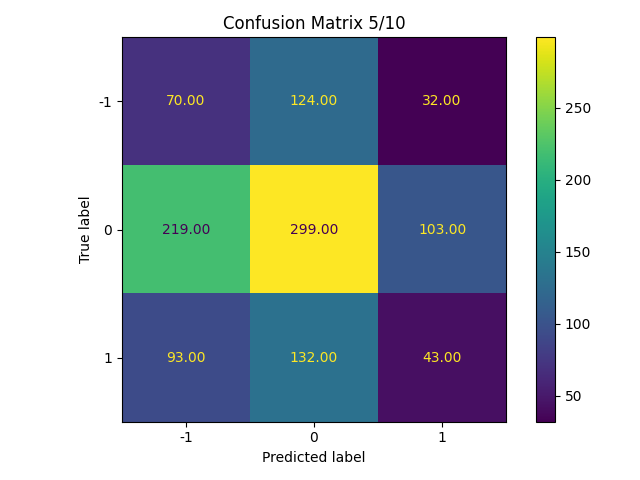 Confusion Matrix 5/10
-1 70.00 124.00 32.00
0 219.00 299.00 103.00
1 93.00 132.00 43.00
-1 0 1
Predicted label
True label
250
200
150
100
50